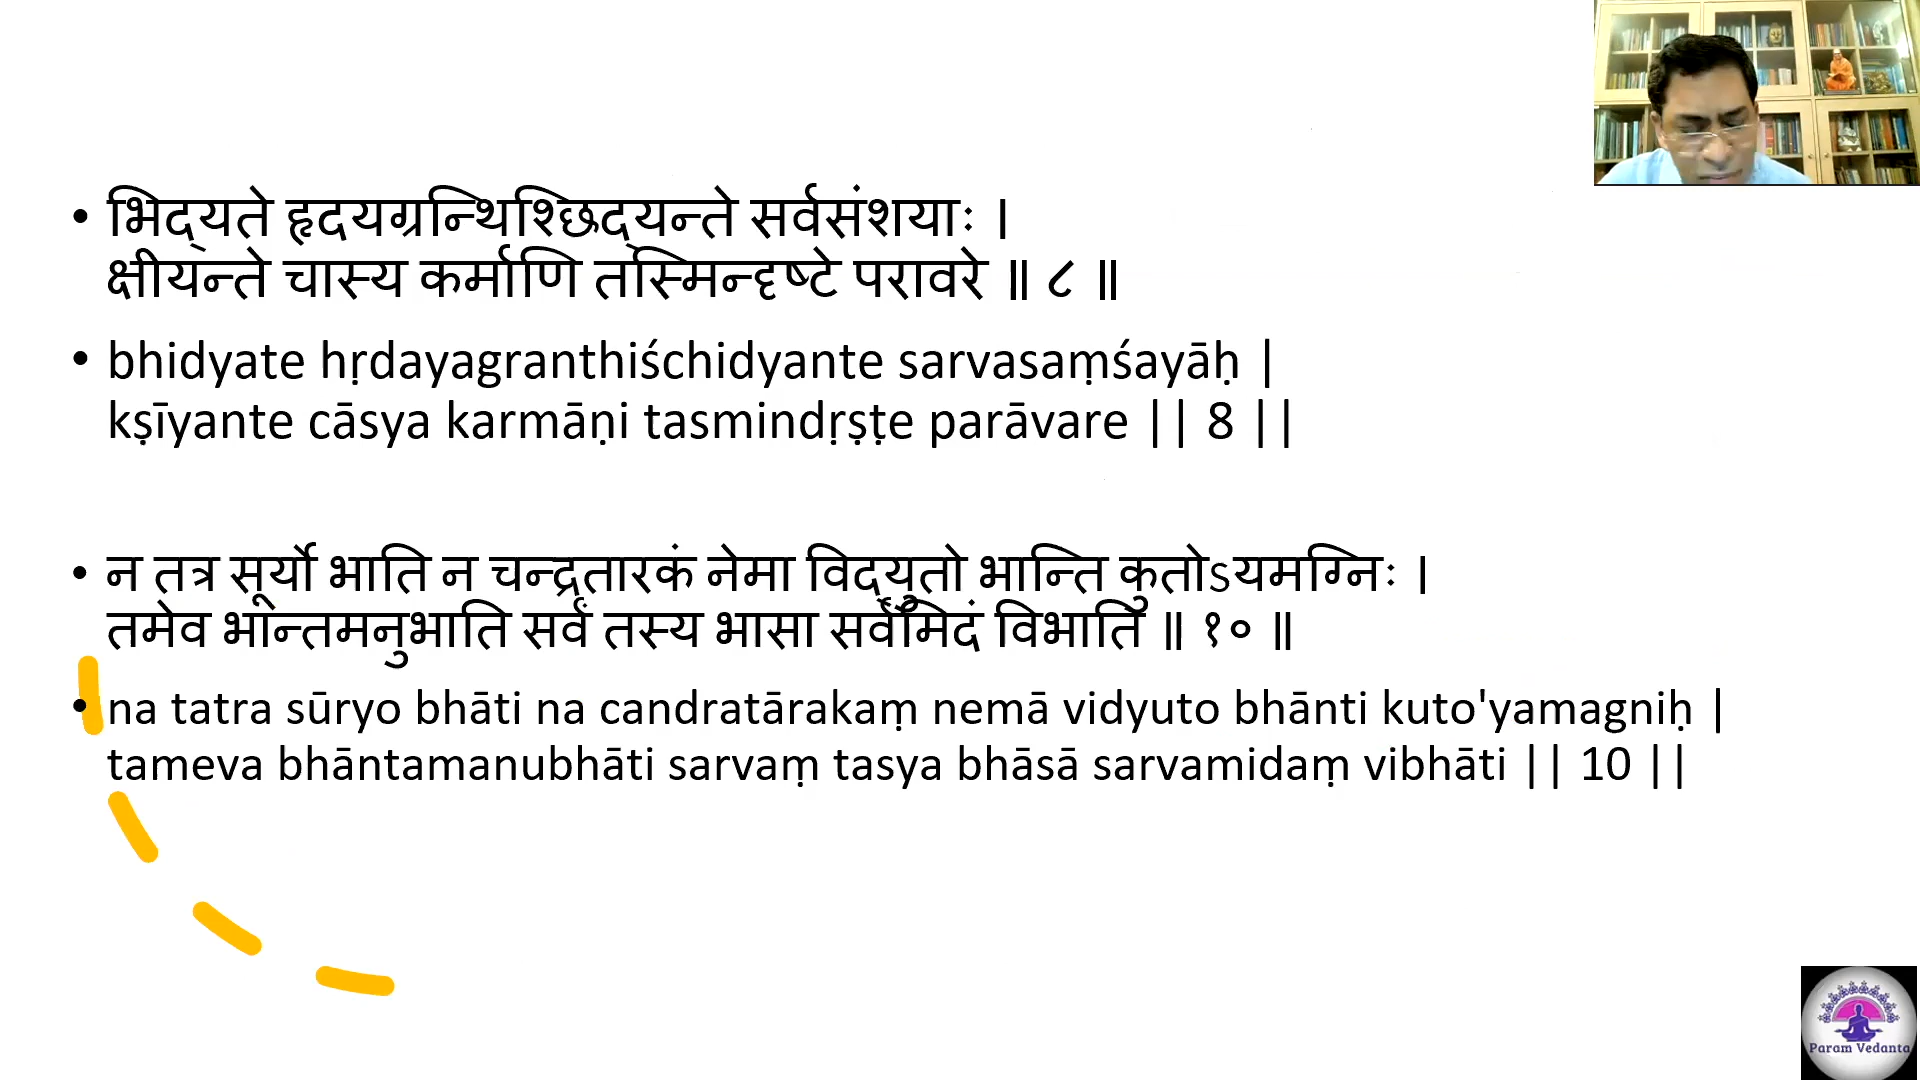 • भिद्यते हृदयग्रन्थिश्छिद्यन्ते सर्वसंशयाः ।
क्षीयन्ते चास्य कर्माणि तस्मिन्दृष्टे परावरे ॥ ८ ॥
• bhidyate hṛdayagranthiśchidyante sarvasaṃśayāḥ |
kṣīyante cāsya karmāṇi tasmindṛṣṭe parāvare || 8 ||
• न तत्र सूर्यो भाति न चन्द्रतारकं नेमा विद्युतो भान्ति कुतोऽयमग्निः ।
तमेव भान्तमनुभाति सर्वं तस्य भासा सर्वमिदं विभाति ॥ १० ॥
• na tatra sūryo bhāti na candratārakaṃ nemā vidyuto bhānti kuto'yamagniḥ |
tameva bhāntamanubhāti sarvaṃ tasya bhāsā sarvamidaṃ vibhāti || 10 ||
Param Vedanta